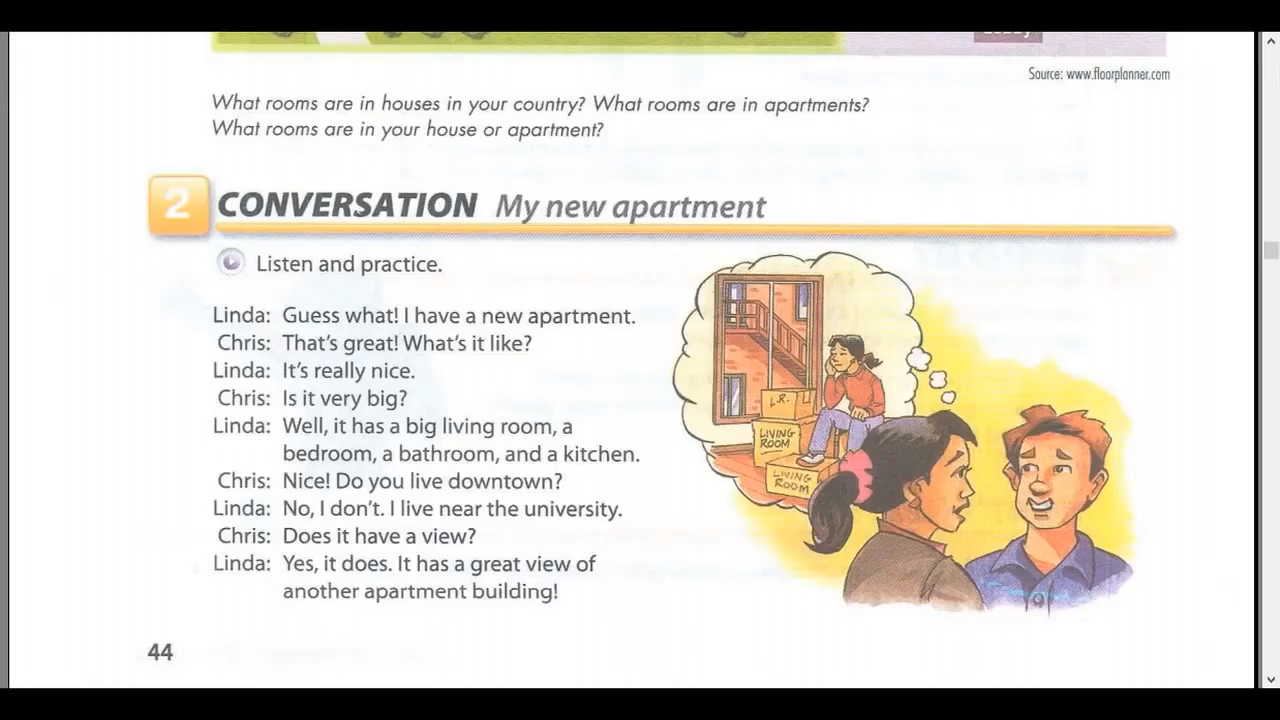 Source: www.floorplanner.com
What rooms are in houses in your country? What rooms are in apartments?
What rooms are in your house or apartment?
2 CONVERSATION My new apartment
Listen and practice.
Linda: Guess what! I have a new apartment.
Chris: That's great! What's it like?
Linda: It's really nice.
Chris: Is it very big?
Linda: Well, it has a big living room, a
bedroom, a bathroom, and a kitchen.
Chris: Nice! Do you live downtown?
Linda: No, I don't. I live near the university.
Chris: Does it have a view?
Linda: Yes, it does. It has a great view of
another apartment building!
L.R.
LIVING
ROOM
LIVING
ROOM
44